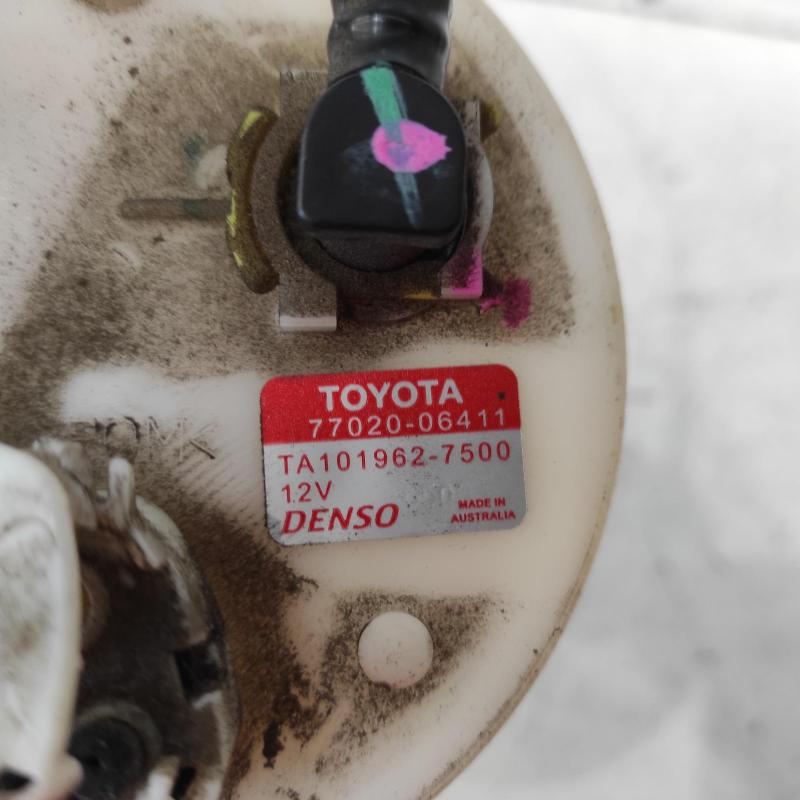 TOYOTA
77020-06411
TA101962-7500
12V
DENSO
MADE IN
AUSTRALIA